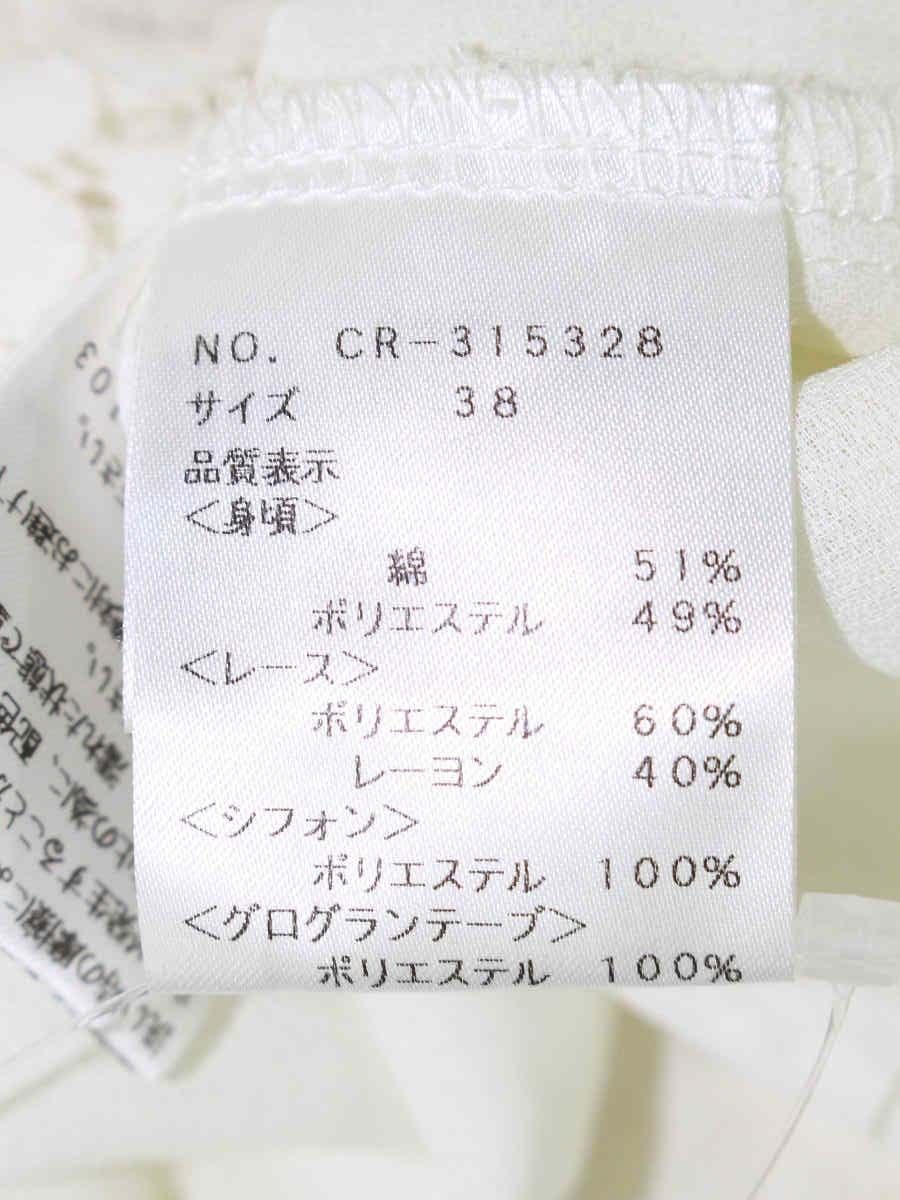 NO. CR-315328
サイズ 38
品質表示
<身頃>
綿 51%
ポリエステル 49%
<レース>
ポリエステル 60%
レーヨン 40%
<シフォン>
ポリエステル 100%
<グログランテープ>
ポリエステル 100%